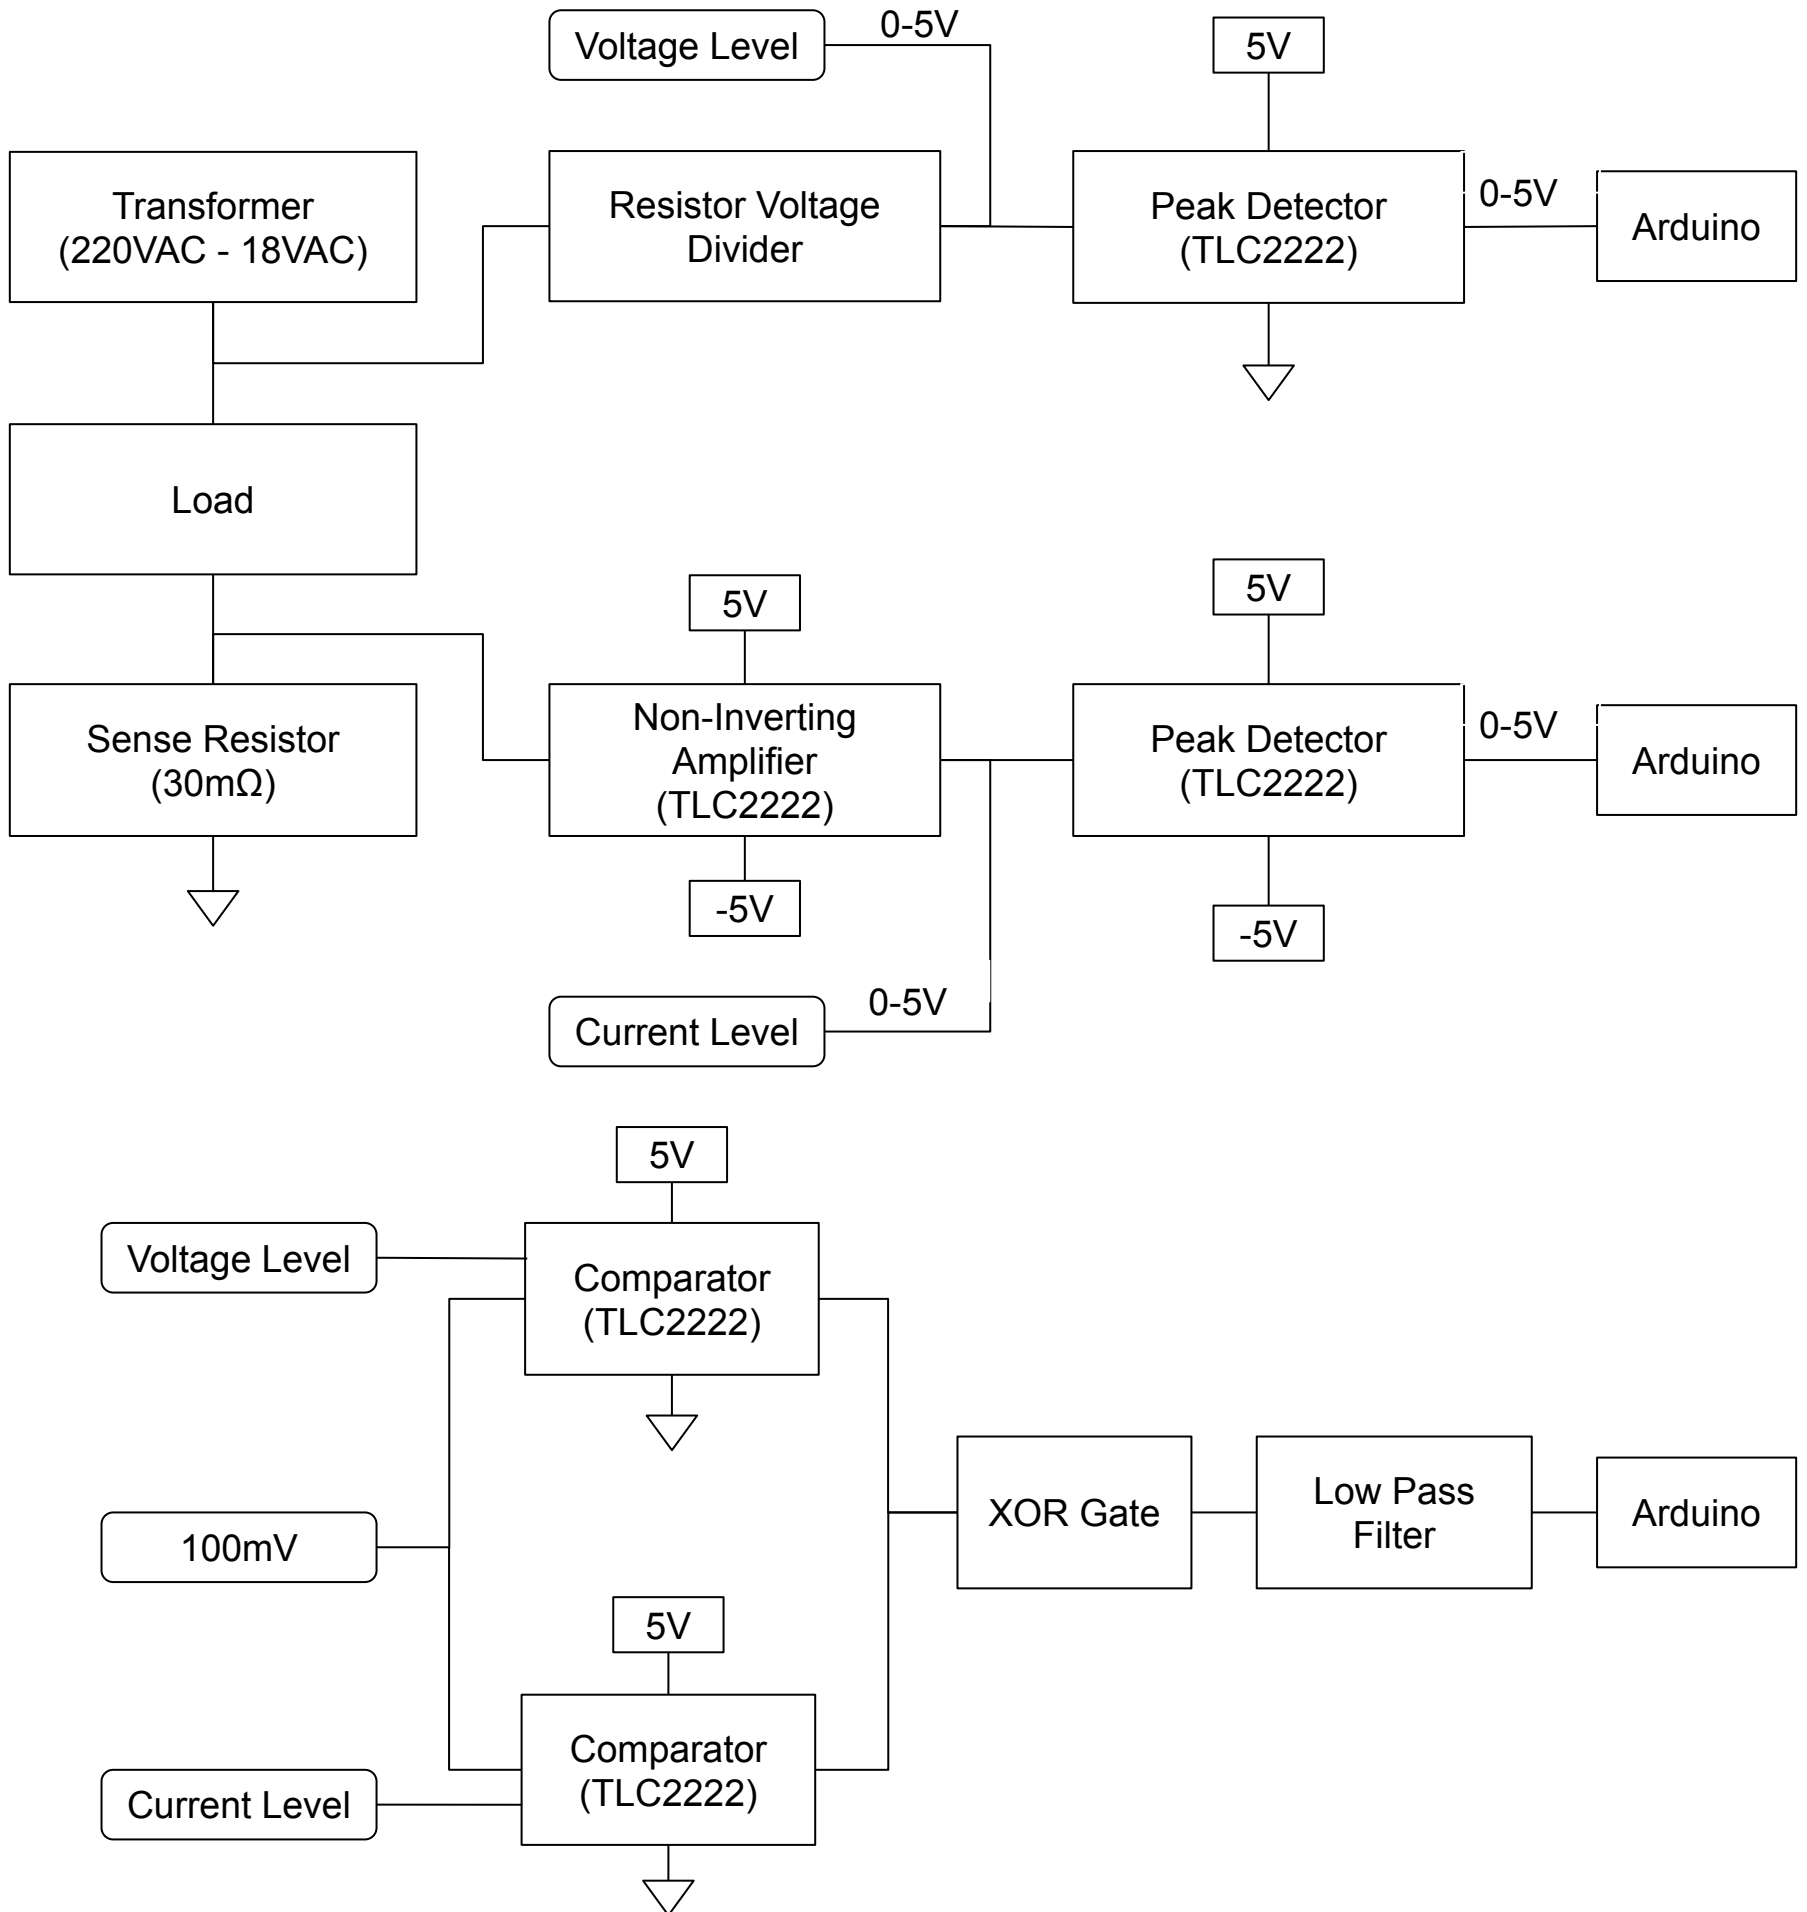 Voltage Level
0-5V
5V
Transformer
(220VAC - 18VAC)
Resistor Voltage
Divider
Peak Detector
(TLC2222)
0-5V
Arduino
Load
5V
5V
Sense Resistor
(30mΩ)
Non-Inverting
Amplifier
(TLC2222)
Peak Detector
(TLC2222)
0-5V
Arduino
-5V
-5V
Current Level
0-5V
5V
Voltage Level
Comparator
(TLC2222)
100mV
XOR Gate
Low Pass
Filter
Arduino
5V
Comparator
(TLC2222)
Current Level